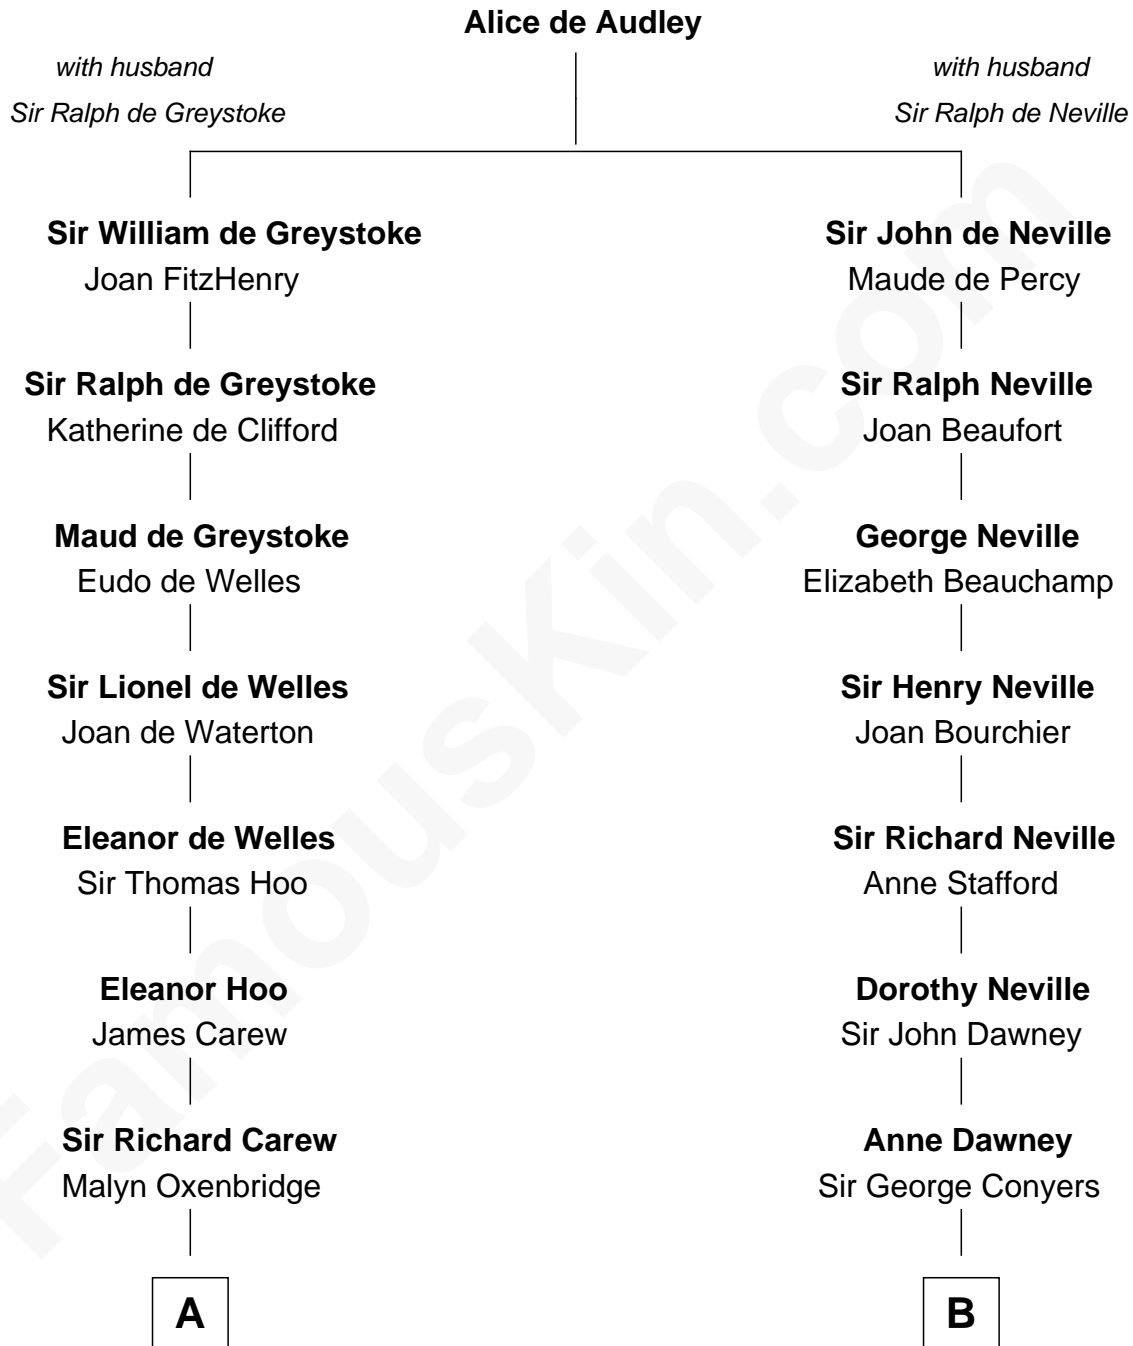 Alice de Audley
with husband
Sir Ralph de Greystoke
with husband
Sir Ralph de Neville
Sir William de Greystoke
Joan FitzHenry
Sir John de Neville
Maude de Percy
Sir Ralph de Greystoke
Katherine de Clifford
Sir Ralph Neville
Joan Beaufort
Maud de Greystoke
Eudo de Welles
George Neville
Elizabeth Beauchamp
Sir Lionel de Welles
Joan de Waterton
Sir Henry Neville
Joan Bourchier
Eleanor de Welles
Sir Thomas Hoo
Sir Richard Neville
Anne Stafford
Eleanor Hoo
James Carew
Dorothy Neville
Sir John Dawney
Sir Richard Carew
Malyn Oxenbridge
Anne Dawney
Sir George Conyers
A
B
FamousKin.com